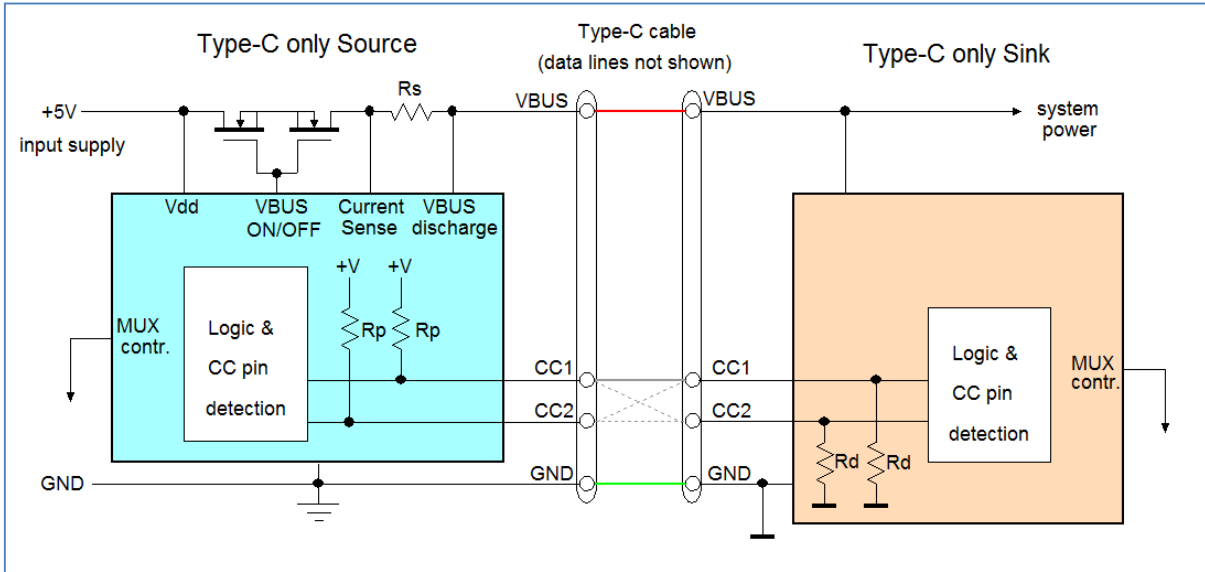 Type-C only Source
Type-C cable
(data lines not shown)
Type-C only Sink
+5V
input supply
Rs
VBUS
VBUS
system
power
Vdd
VBUS
ON/OFF
Current
Sense
VBUS
discharge
+V
+V
Rp
Rp
MUX
contr.
Logic &
CC pin
detection
CC1
CC2
CC1
CC2
Logic &
CC pin
detection
MUX
contr.
Rd
Rd
GND
GND
GND